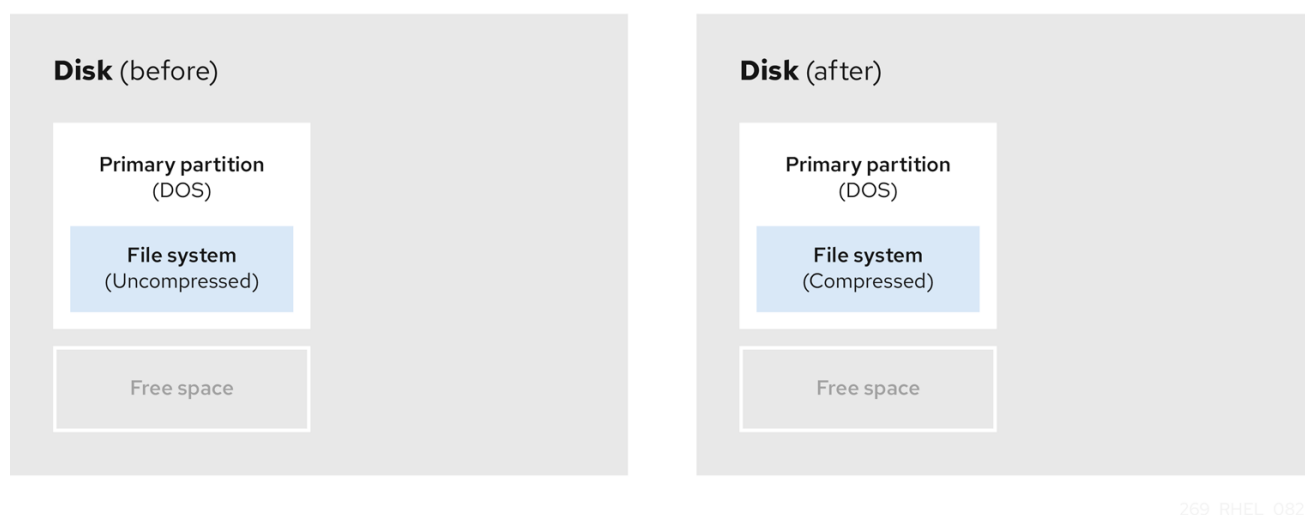 Disk (before)
Primary partition
(DOS)
File system
(Uncompressed)
Free space
Disk (after)
Primary partition
(DOS)
File system
(Compressed)
Free space
269 RHEL 082